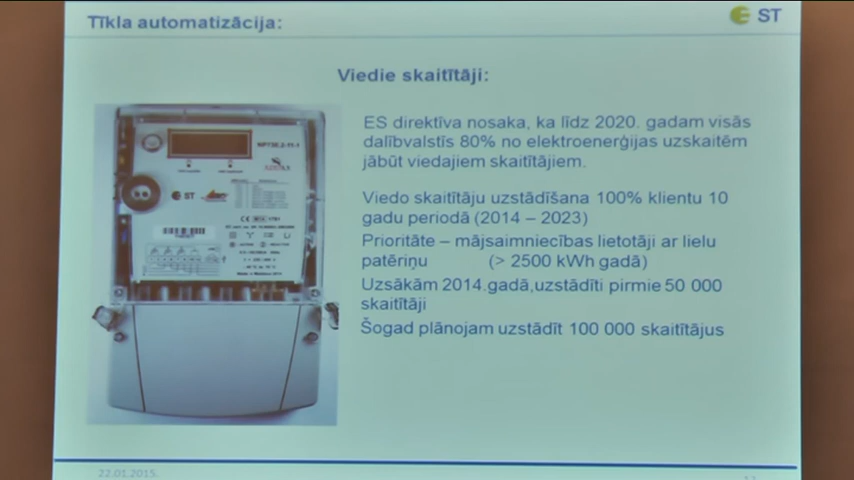 Tīkla automatizācija:
ST
Viedie skaitītāji:
ES direktīva nosaka, ka līdz 2020. gadam visās
dalībvalstīs 80% no elektroenerģijas uzskaitēm
jābūt viedajiem skaitītājiem.
Viedo skaitītāju uzstādīšana 100% klientu 10
gadu periodā (2014 – 2023)
Prioritāte – mājsaimniecības lietotāji ar lielu
patēriņu (> 2500 kWh gadā)
Uzsākām 2014.gadā,uzstādīti pirmie 50 000
skaitītāji
Šogad plānojam uzstādīt 100 000 skaitītājus
ST
22.01.2015.